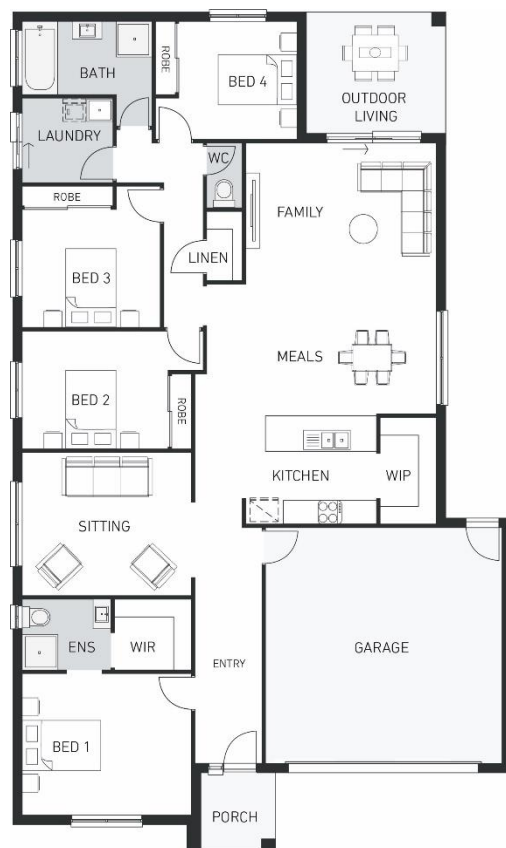 BATH
ROBE
BED 4
OUTDOOR
LIVING
LAUNDRY
WC
ROBE
FAMILY
LINEN
BED 3
MEALS
BED 2
ROBE
KITCHEN
WIP
SITTING
ENS
WIR
ENTRY
GARAGE
BED 1
PORCH